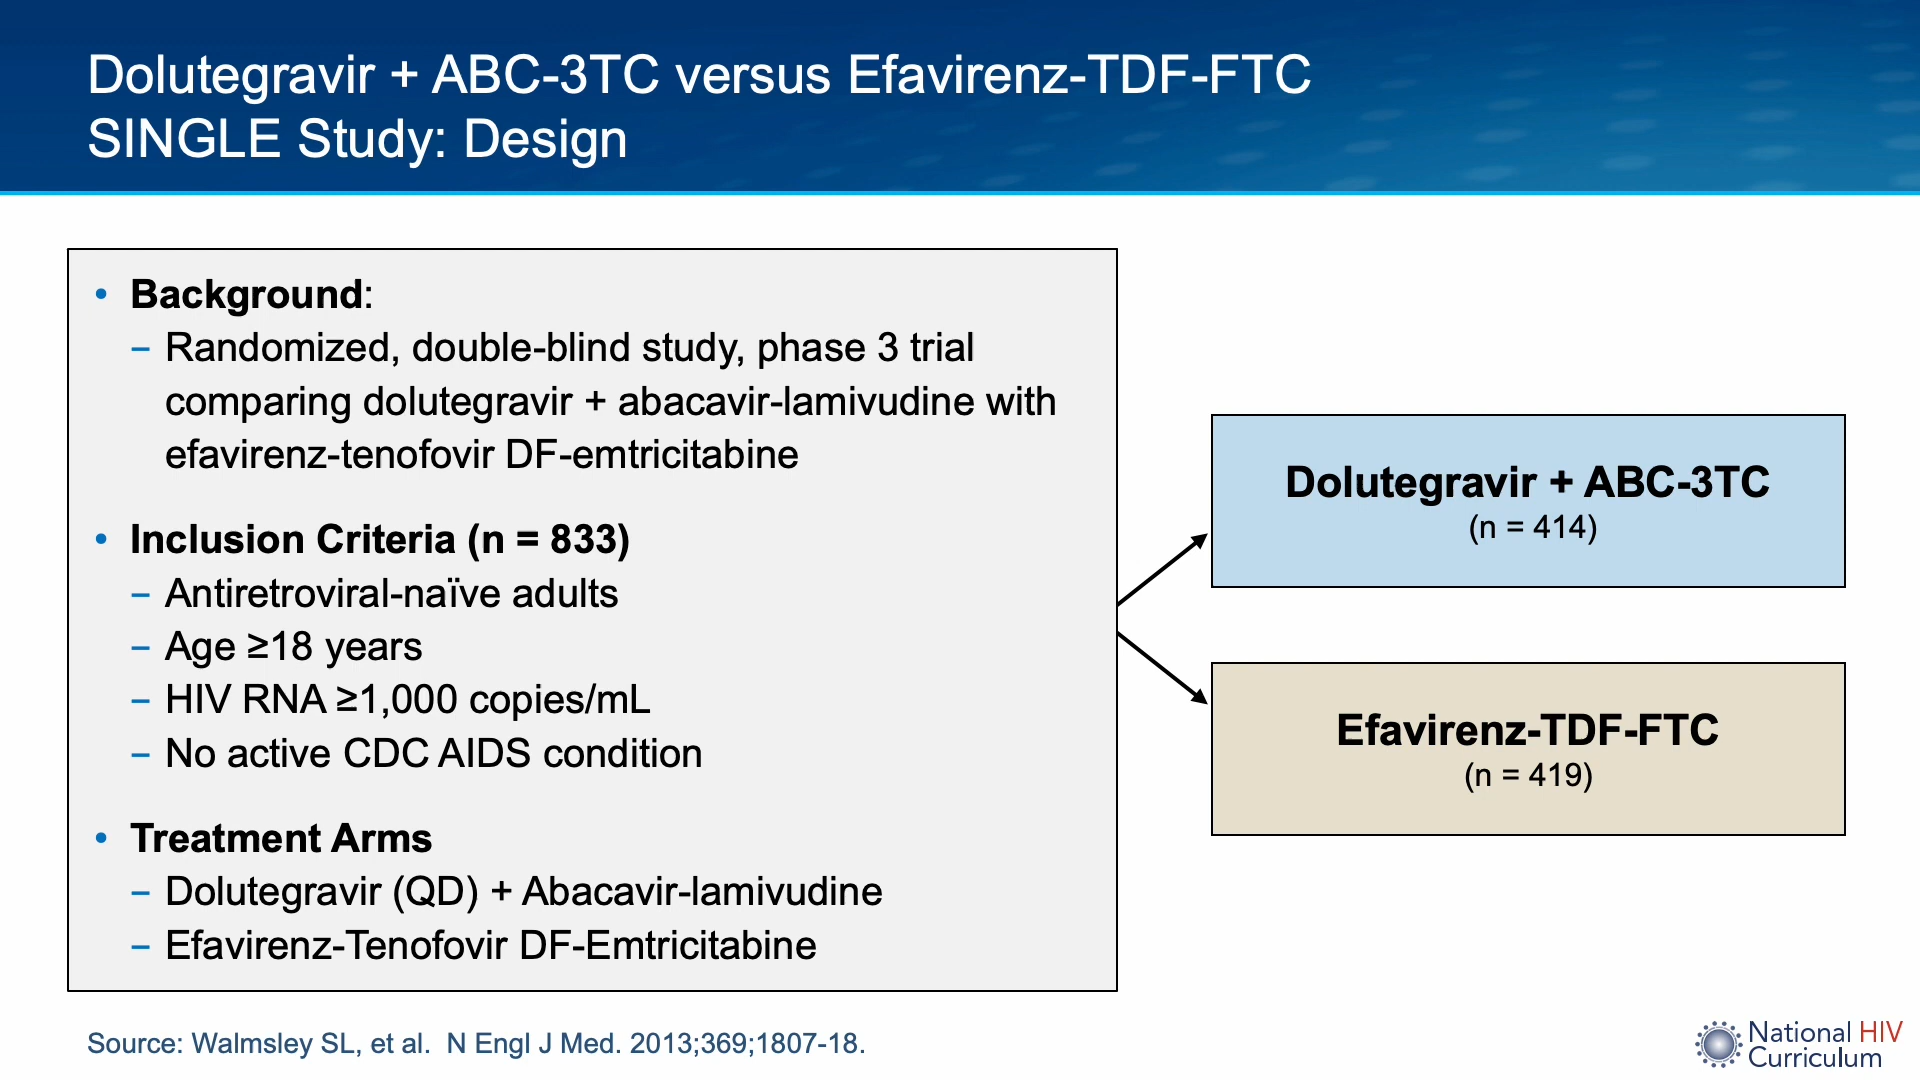 Dolutegravir + ABC-3TC versus Efavirenz-TDF-FTC
SINGLE Study: Design
• Background:
– Randomized, double-blind study, phase 3 trial
comparing dolutegravir + abacavir-lamivudine with
efavirenz-tenofovir DF-emtricitabine
• Inclusion Criteria (n = 833)
– Antiretroviral-naïve adults
– Age ≥18 years
– HIV RNA ≥1,000 copies/mL
– No active CDC AIDS condition
• Treatment Arms
– Dolutegravir (QD) + Abacavir-lamivudine
– Efavirenz-Tenofovir DF-Emtricitabine
Dolutegravir + ABC-3TC
(n = 414)
Efavirenz-TDF-FTC
(n = 419)
Source: Walmsley SL, et al.  N Engl J Med. 2013;369;1807-18.
National HIV
Curriculum